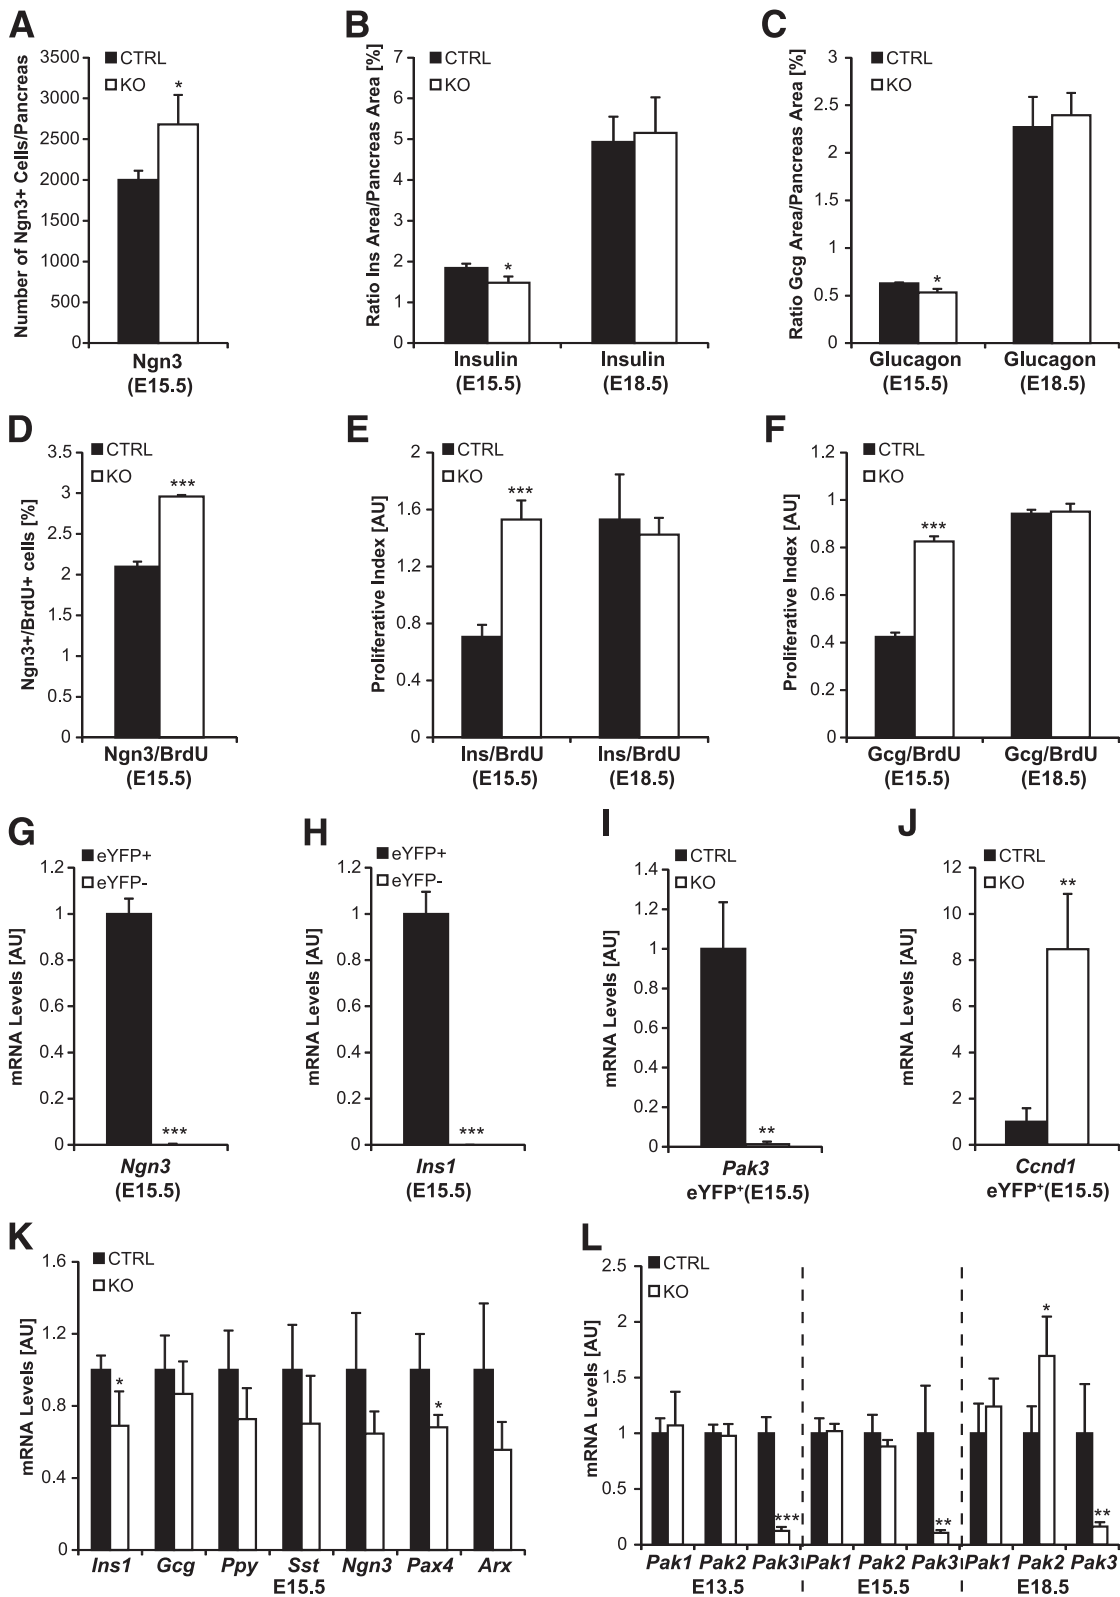 A
Number of Ngn3+ Cells/Pancreas
3500
3000
2500
2000
1500
1000
500
0
CTRL
KO
*
Ngn3
(E15.5)
B
Ratio Ins Area/Pancreas Area [%]
7
6
5
4
3
2
1
0
CTRL
KO
*
Insulin Insulin
(E15.5) (E18.5)
C
Ratio Gcg Area/Pancreas Area [%]
3
2.5
2
1.5
1
0.5
0
CTRL
KO
*
Glucagon Glucagon
(E15.5) (E18.5)
D
Ngn3+/BrdU+ cells [%]
3.5
3
2.5
2
1.5
1
0.5
0
CTRL
KO
***
Ngn3/BrdU
(E15.5)
E
Proliferative Index [AU]
2
1.6
1.2
0.8
0.4
0
CTRL
KO
***
Ins/BrdU Ins/BrdU
(E15.5) (E18.5)
F
Proliferative Index [AU]
1.2
1
0.8
0.6
0.4
0.2
0
CTRL
KO
***
Gcg/BrdU Gcg/BrdU
(E15.5) (E18.5)
G
mRNA Levels [AU]
1.2
1
0.8
0.6
0.4
0.2
0
eYFP+
eYFP-
***
Ngn3
(E15.5)
H
mRNA Levels [AU]
1.2
1
0.8
0.6
0.4
0.2
0
eYFP+
eYFP-
***
Ins1
(E15.5)
I
mRNA Levels [AU]
1.4
1.2
1
0.8
0.6
0.4
0.2
0
CTRL
KO
**
Pak3
eYFP⁺(E15.5)
J
mRNA Levels [AU]
12
10
8
6
4
2
0
CTRL
KO
**
Ccnd1
eYFP⁺(E15.5)
K
mRNA Levels [AU]
1.6
1.2
0.8
0.4
0
CTRL
KO
*
*
Ins1 Gcg Ppy Sst Ngn3 Pax4 Arx
E15.5
L
mRNA Levels [AU]
2.5
2
1.5
1
0.5
0
CTRL
KO
***
**
*
**
Pak1 Pak2 Pak3 Pak1 Pak2 Pak3 Pak1 Pak2 Pak3
E13.5 E15.5 E18.5